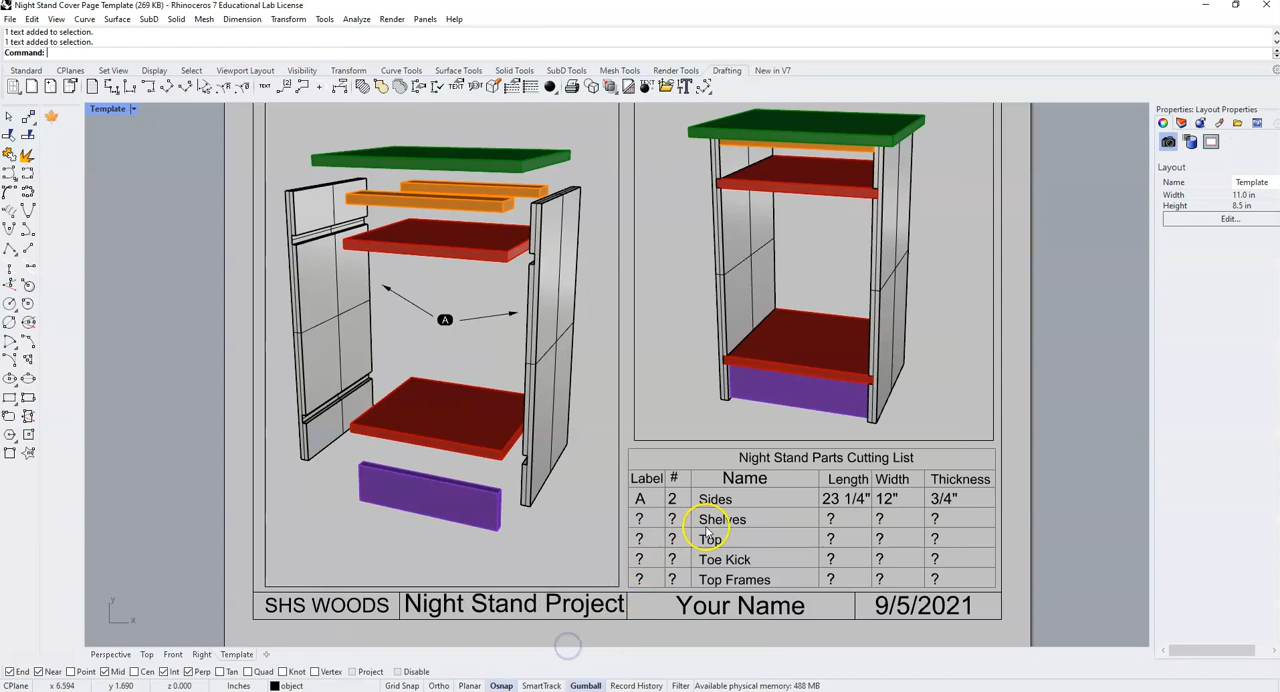 Night Stand Cover Page Template (269 KB) - Rhinoceros 7 Educational Lab License
File Edit View Curve Surface SubD Solid Mesh Dimension Transform Tools Analyze Render Panels Help
1 text added to selection.
1 text added to selection.
Command:
Standard CPlanes Set View Display Select Viewport Layout Visibility Transform Curve Tools Surface Tools Solid Tools SubD Tools Mesh Tools Render Tools Drafting New in V7
Template
Properties: Layout Properties
Layout
Name Template
Width 11.0 in
Height 8.5 in
Edit...
A
Night Stand Parts Cutting List
Label # Name Length Width Thickness
A 2 Sides 23 1/4" 12" 3/4"
? ? Shelves ? ? ?
? ? Top ? ? ?
? ? Toe Kick ? ? ?
? ? Top Frames ? ? ?
SHS WOODS Night Stand Project Your Name 9/5/2021
y
x
Perspective Top Front Right Template
End Near Point Mid Cen Int Perp Tan Quad Knot Vertex Project Disable
CPlane x 6.594 y 1.690 z 0.000 Inches object Grid Snap Ortho Planar Osnap SmartTrack Gumball Record History Filter Available physical memory: 488 MB